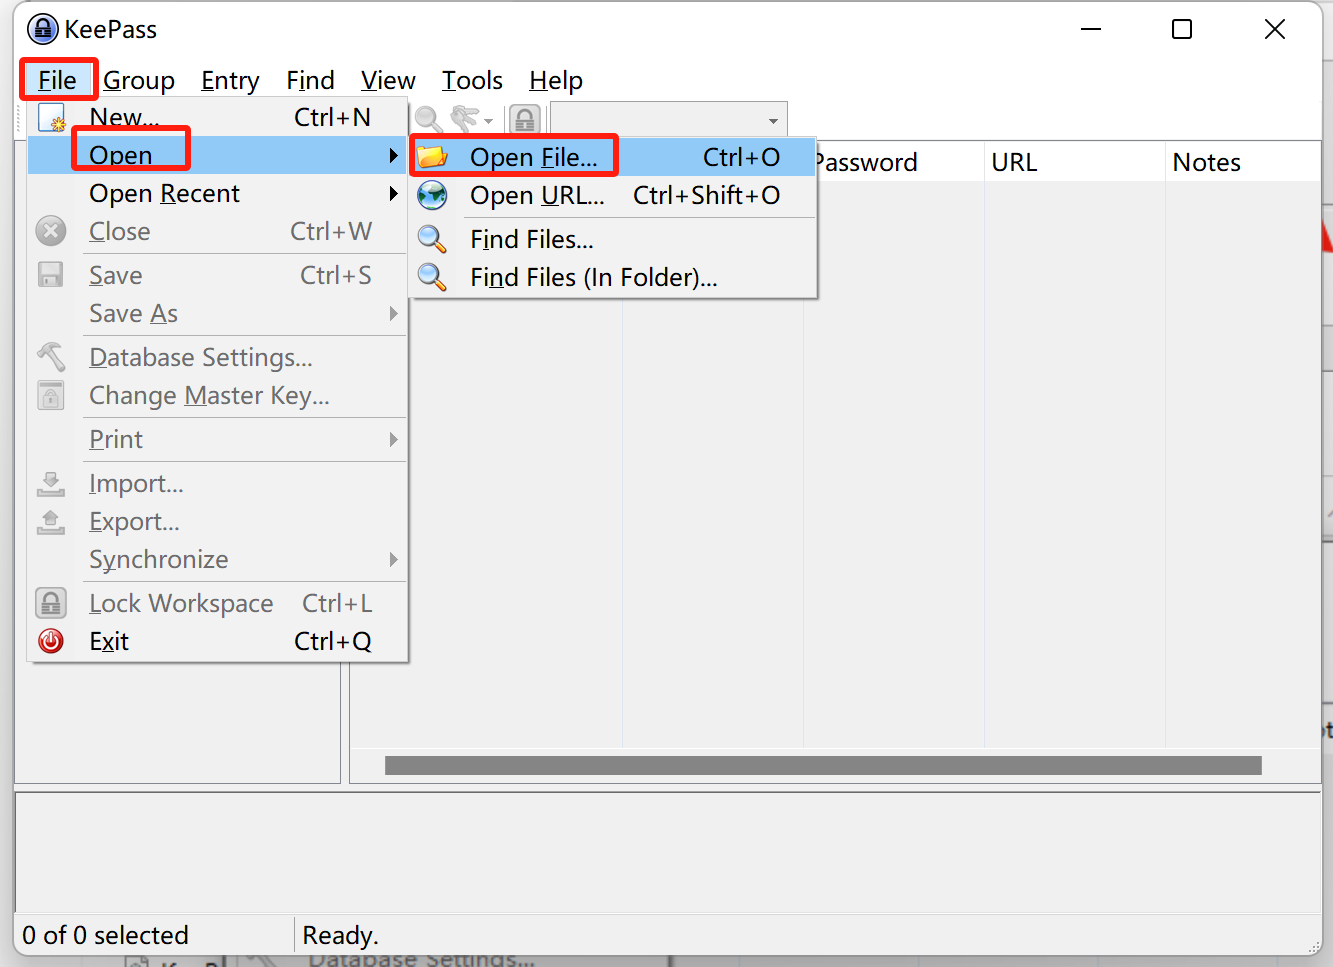 KeePass
File Group Entry Find View Tools Help
New... Ctrl+N
Open
Open Recent
Close Ctrl+W
Save Ctrl+S
Save As
Database Settings...
Change Master Key...
Print
Import...
Export...
Synchronize
Lock Workspace Ctrl+L
Exit Ctrl+Q
Open File... Ctrl+O
Open URL... Ctrl+Shift+O
Find Files...
Find Files (In Folder)...
Password URL Notes
0 of 0 selected Ready.
Database Settings...